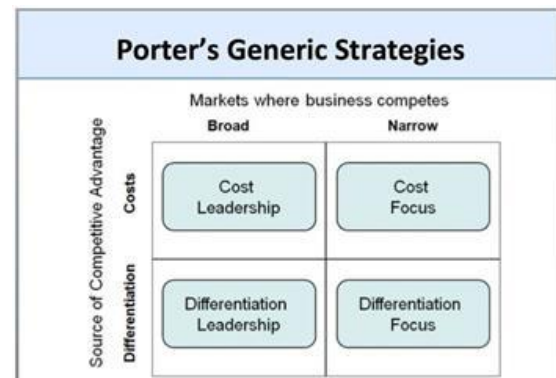 Porter's Generic Strategies
Markets where business competes
Broad
Narrow
Source of Competitive Advantage
Costs
Cost
Leadership
Cost
Focus
Differentiation
Differentiation
Leadership
Differentiation
Focus